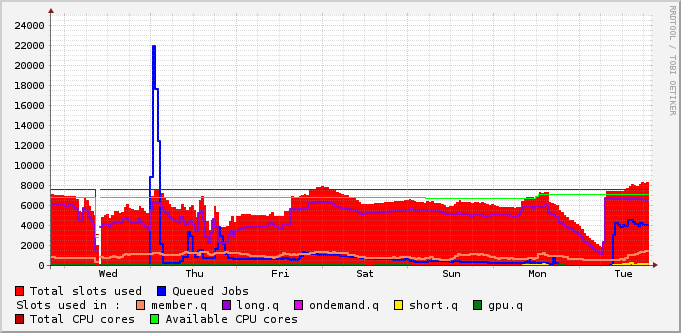 24000
22000
20000
18000
16000
14000
12000
10000
8000
6000
4000
2000
0
Wed Thu Fri Sat Sun Mon Tue
Total slots used Queued Jobs
Slots used in : member.q long.q ondemand.q short.q gpu.q
Total CPU cores Available CPU cores
RRDTOOL / TOBI OETIKER